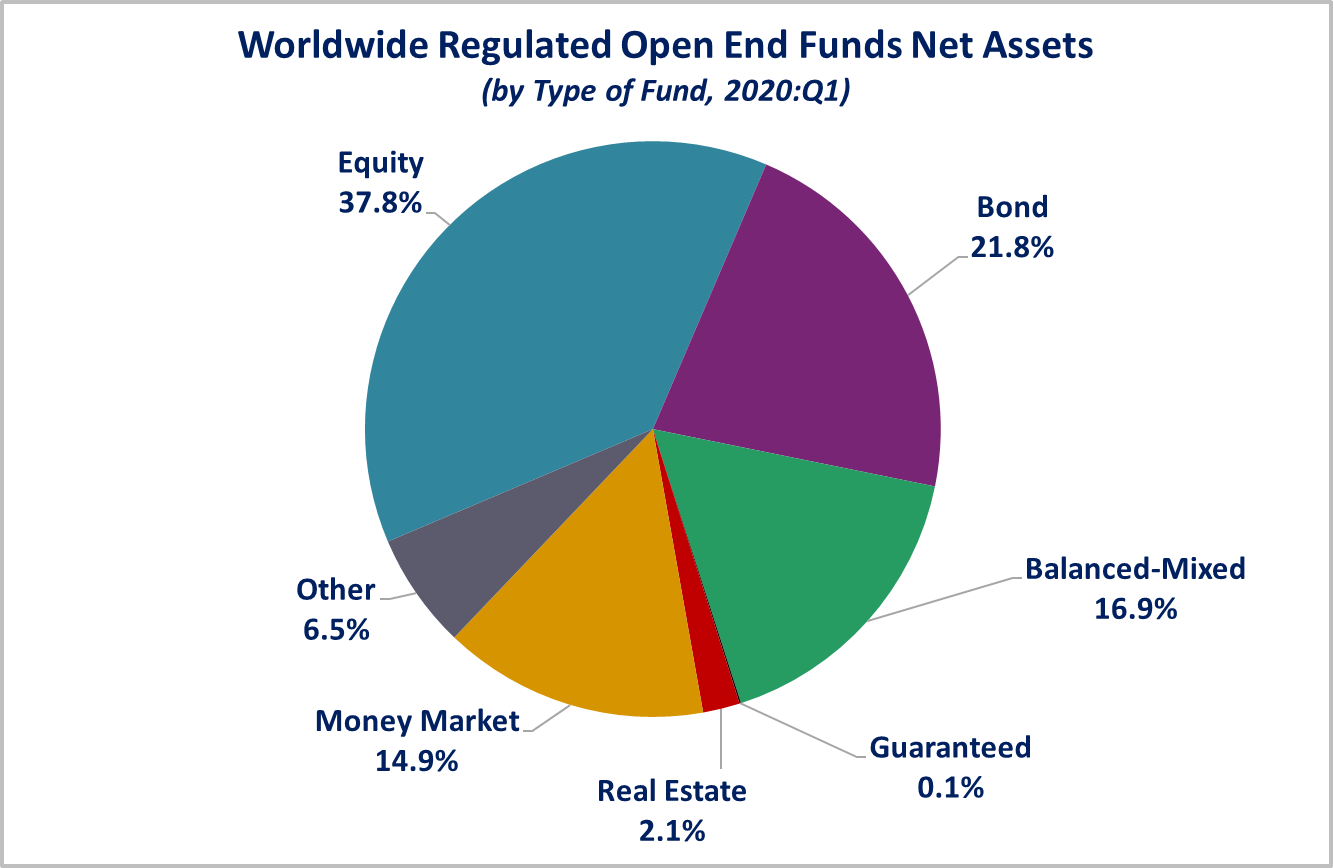 Worldwide Regulated Open End Funds Net Assets
(by Type of Fund, 2020:Q1)
Equity
37.8%
Bond
21.8%
Balanced-Mixed
16.9%
Guaranteed
0.1%
Real Estate
2.1%
Money Market
14.9%
Other
6.5%